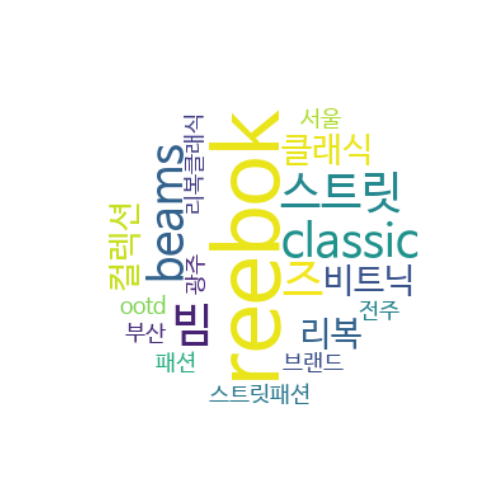 서울
클래식
리복클래식
reebok
beams
스트릿
컬렉션
classic
광주
즈
비트닉
ootd
빔
전주
부산
리복
패션
브랜드
스트릿패션